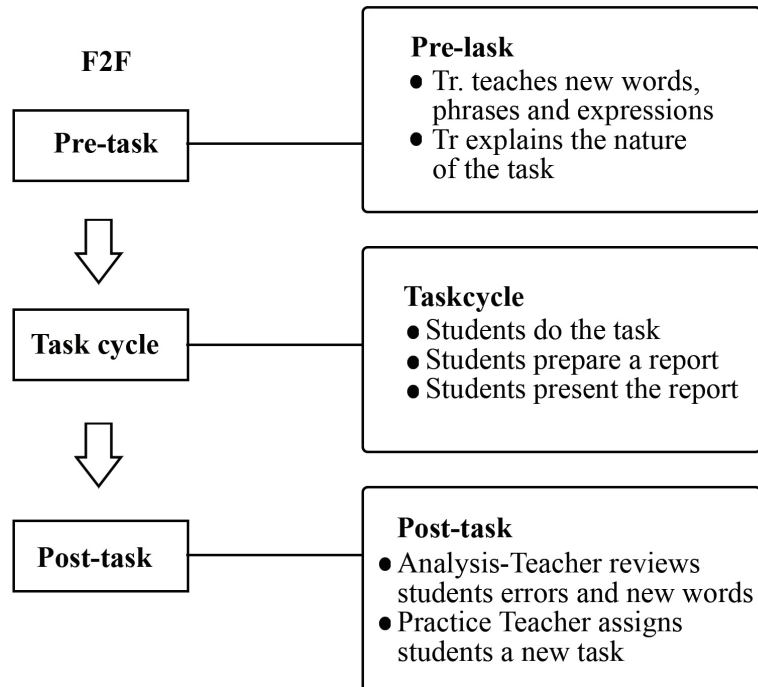 F2F
Pre-task
Pre-lask
● Tr. teaches new words,
phrases and expressions
● Tr explains the nature
of the task
Task cycle
Taskcycle
● Students do the task
● Students prepare a report
● Students present the report
Post-task
Post-task
● Analysis-Teacher reviews
students errors and new words
● Practice Teacher assigns
students a new task